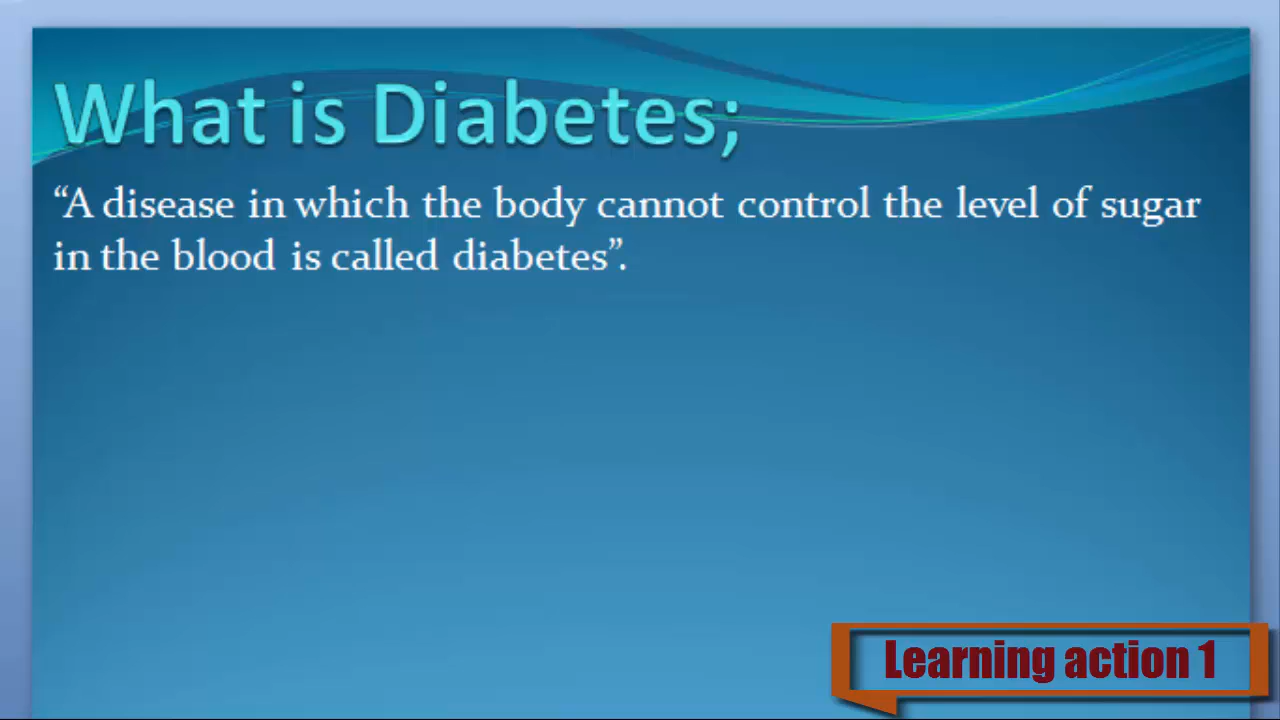 What is Diabetes;
“A disease in which the body cannot control the level of sugar
in the blood is called diabetes”.
Learning action 1